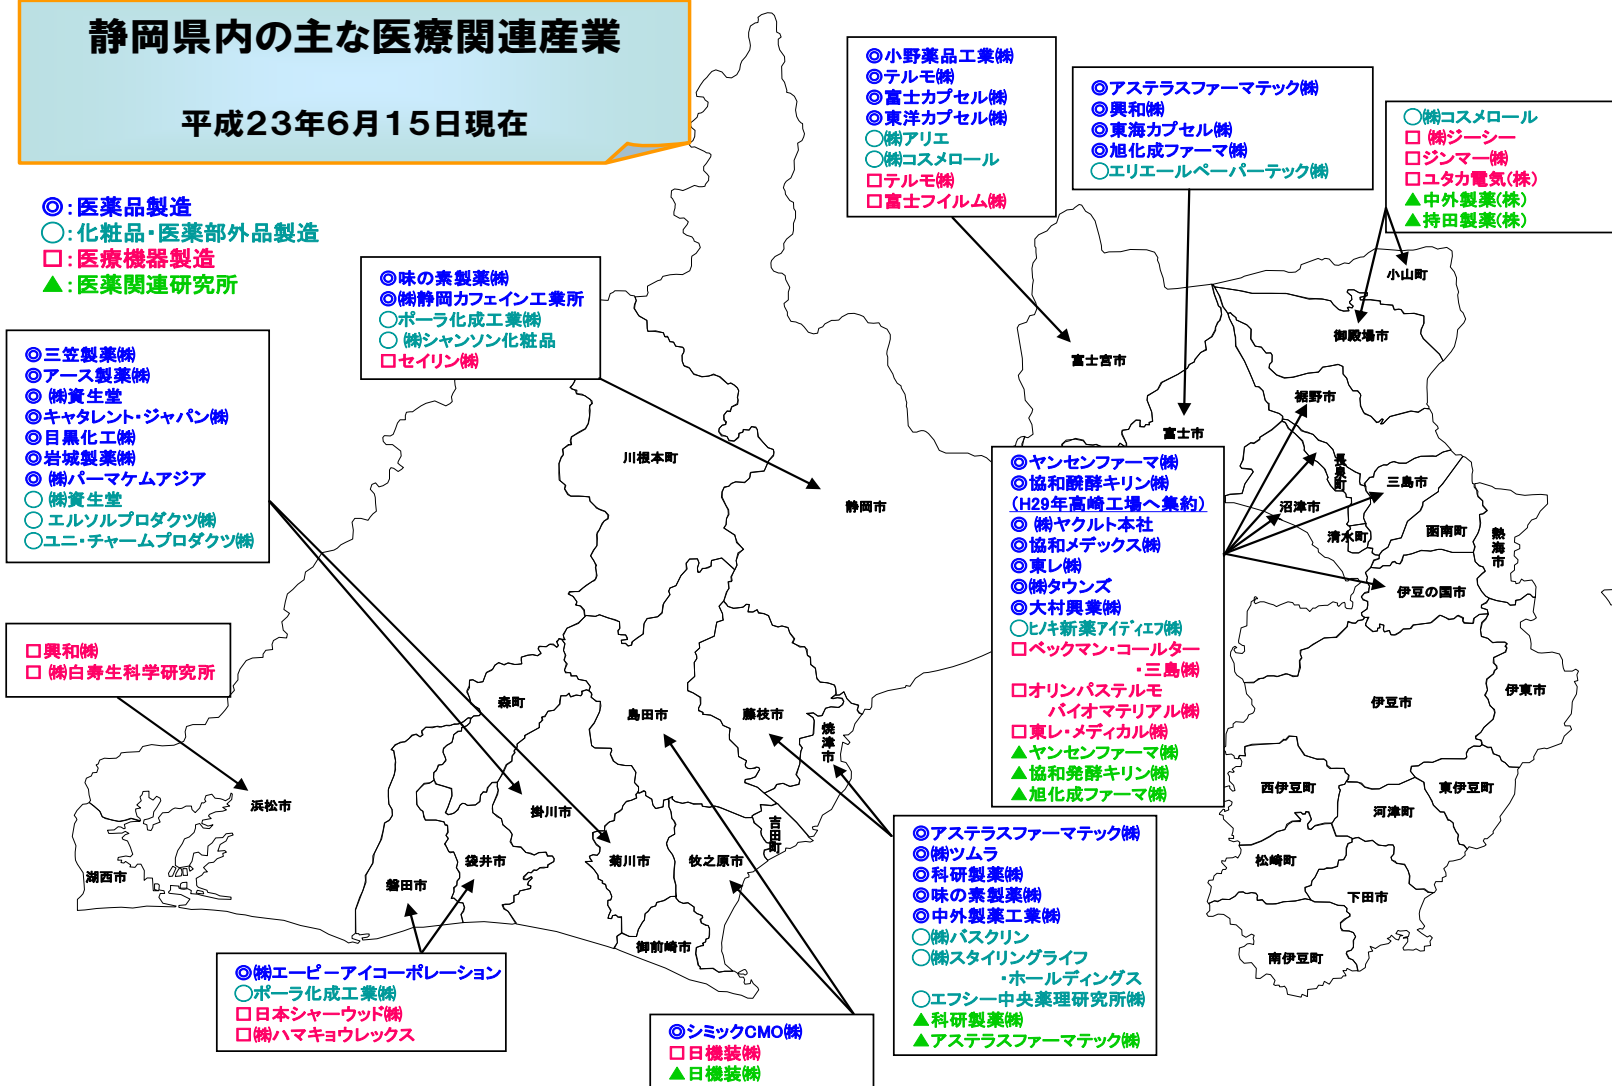 静岡県内の主な医療関連産業
平成23年6月15日現在
◎:医薬品製造
○:化粧品・医薬部外品製造
□:医療機器製造
▲:医薬関連研究所
◎小野薬品工業㈱
◎テルモ㈱
◎富士カプセル㈱
◎東洋カプセル㈱
○㈱アリエ
○㈱コスメロール
□テルモ㈱
□富士フイルム㈱
◎アステラスファーマテック㈱
◎興和㈱
◎東海カプセル㈱
◎旭化成ファーマ㈱
○エリエールペーパーテック㈱
○㈱コスメロール
□ ㈱ジーシー
□ジンマー㈱
□ユタカ電気(株)
▲中外製薬(株)
▲持田製薬(株)
◎味の素製薬㈱
◎㈱静岡カフェイン工業所
○ポーラ化成工業㈱
○ ㈱シャンソン化粧品
□セイリン㈱
◎三笠製薬㈱
◎アース製薬㈱
◎ ㈱資生堂
◎キャタレント・ジャパン㈱
◎目黒化工㈱
◎岩城製薬㈱
◎ ㈱パーマケムアジア
○ ㈱資生堂
○ エルソルプロダクツ㈱
○ユニ・チャームプロダクツ㈱
□興和㈱
□ ㈱白寿生科学研究所
◎ヤンセンファーマ㈱
◎協和醗酵キリン㈱
(H29年高崎工場へ集約)
◎ ㈱ヤクルト本社
◎協和メデックス㈱
◎東レ㈱
◎㈱タウンズ
◎大村興業㈱
○ヒノキ新薬アイディエフ㈱
□ベックマン・コールター
・三島㈱
□オリンパステルモ
バイオマテリアル㈱
□東レ・メディカル㈱
▲ヤンセンファーマ㈱
▲協和発酵キリン㈱
▲旭化成ファーマ㈱
◎アステラスファーマテック㈱
◎㈱ツムラ
◎科研製薬㈱
◎味の素製薬㈱
◎中外製薬工業㈱
○㈱バスクリン
○㈱スタイリングライフ
・ホールディングス
○エフシー中央薬理研究所㈱
▲科研製薬㈱
▲アステラスファーマテック㈱
◎㈱エーピーアイコーポレーション
○ポーラ化成工業㈱
□日本シャーウッド㈱
□㈱ハマキョウレックス
◎シミックCMO㈱
□日機装㈱
▲日機装㈱
小山町
御殿場市
富士宮市
裾野市
富士市
長泉町
三島市
沼津市
清水町
函南町
熱海市
伊豆の国市
川根本町
静岡市
伊豆市
伊東市
森町
島田市
藤枝市
焼津市
西伊豆町
東伊豆町
河津町
浜松市
掛川市
吉田町
湖西市
磐田市
袋井市
菊川市
牧之原市
松崎町
下田市
御前崎市
南伊豆町